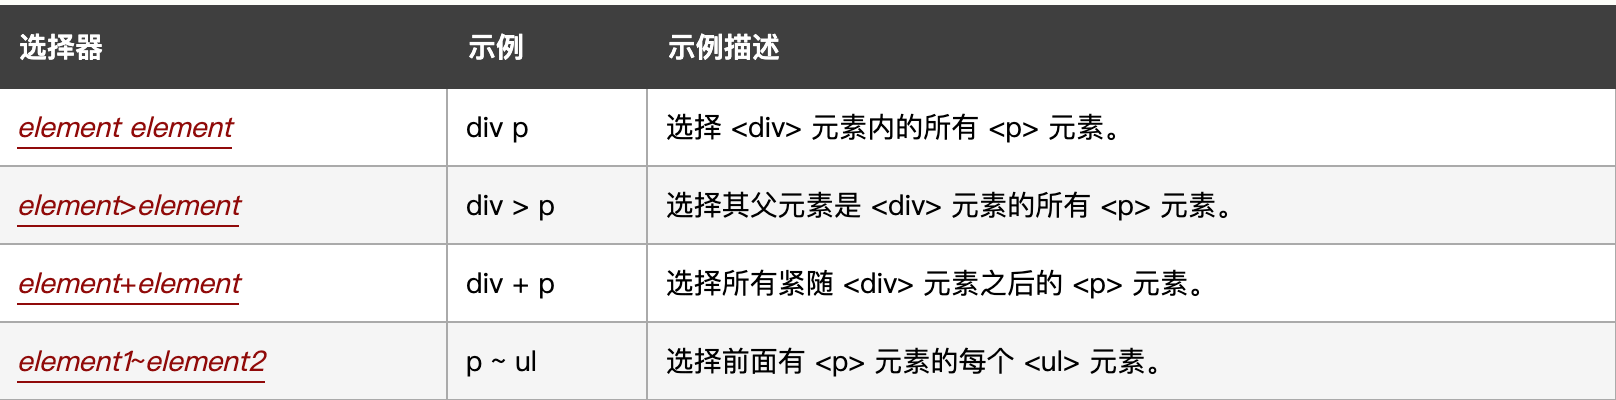 选择器 示例 示例描述
element element div p 选择 <div> 元素内的所有 <p> 元素。
element>element div > p 选择其父元素是 <div> 元素的所有 <p> 元素。
element+element div + p 选择所有紧随 <div> 元素之后的 <p> 元素。
element1~element2 p ~ ul 选择前面有 <p> 元素的每个 <ul> 元素。